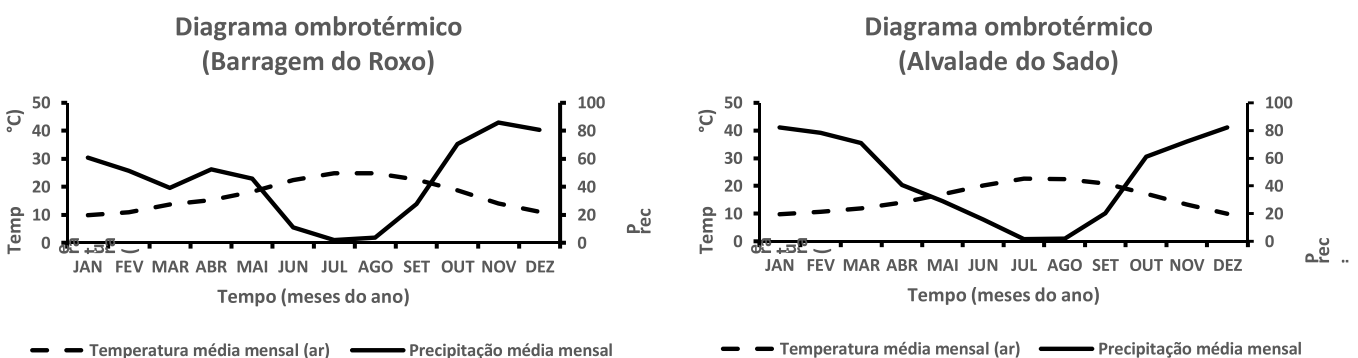 Diagrama ombrotérmico
(Barragem do Roxo)
50
40
30
20
10
0
100
80
60
40
20
0
°C)
Temp
P
rec
JAN FEV MAR ABR MAI JUN JUL AGO SET OUT NOV DEZ
Tempo (meses do ano)
Temperatura média mensal (ar) Precipitação média mensal
Diagrama ombrotérmico
(Alvalade do Sado)
50
40
30
20
10
0
100
80
60
40
20
0
°C)
Temp
P
rec
JAN FEV MAR ABR MAI JUN JUL AGO SET OUT NOV DEZ
Tempo (meses do ano)
Temperatura média mensal (ar) Precipitação média mensal